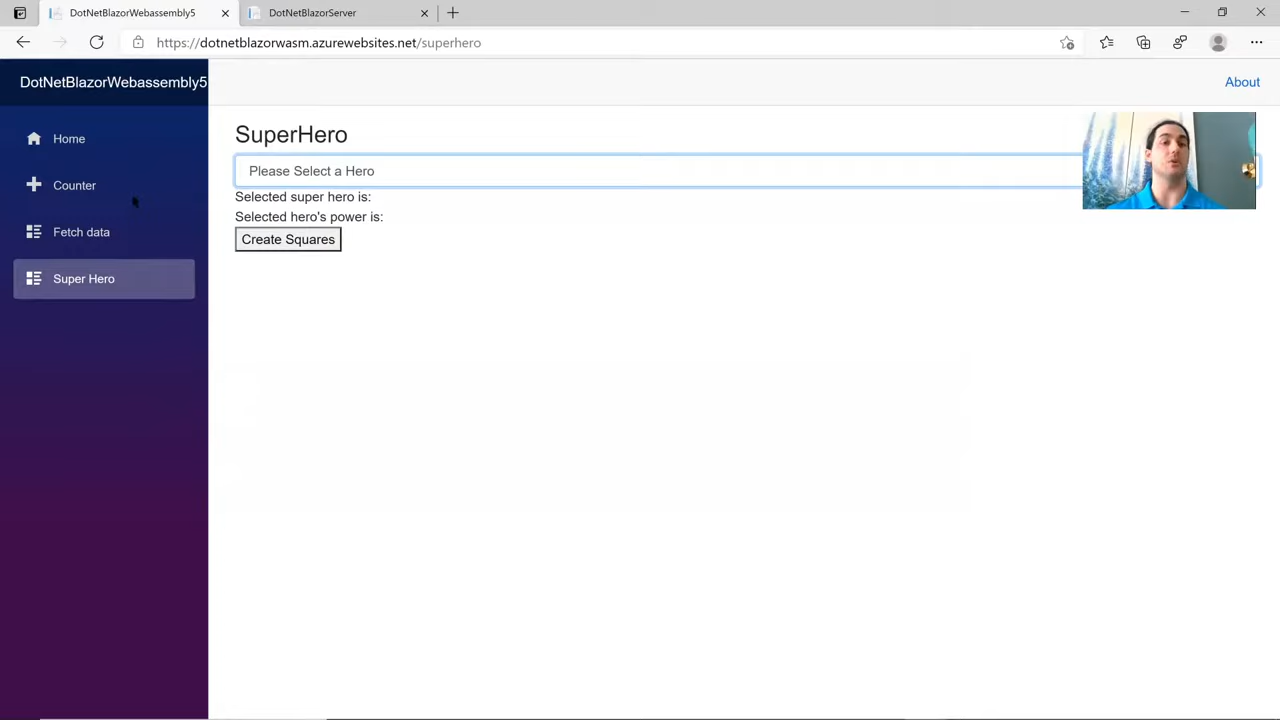 DotNetBlazorWebassembly5
DotNetBlazorServer
https://dotnetblazorwasm.azurewebsites.net/superhero
DotNetBlazorWebassembly5
About
Home
Counter
Fetch data
Super Hero
SuperHero
Please Select a Hero
Selected super hero is:
Selected hero's power is:
Create Squares